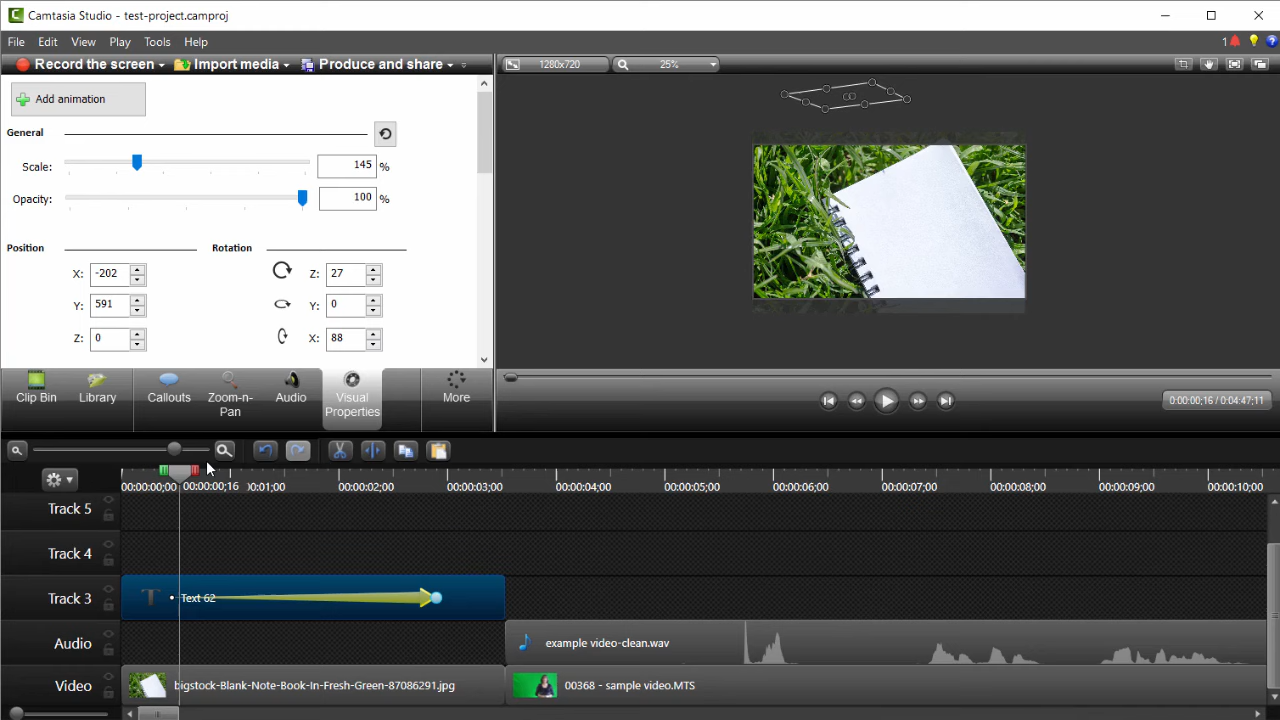 Camtasia Studio - test-project.camproj
File Edit View Play Tools Help
1
Record the screen Import media Produce and share
1280x720 25%
Add animation
General
Scale: 145 %
Opacity: 100 %
Position Rotation
X: -202 Z: 27
Y: 591 Y: 0
Z: 0 X: 88
Clip Bin Library Callouts Zoom-n-Pan Audio Visual Properties More
0:00:00;16 / 0:04:47;11
00:00:00;00 00:00:00;16 00:00:01;00 00:00:02;00 00:00:03;00 00:00:04;00 00:00:05;00 00:00:06;00 00:00:07;00 00:00:08;00 00:00:09;00 00:00:10;00
Track 5
Track 4
Track 3 T Text 62
Audio example video-clean.wav
Video bigstock-Blank-Note-Book-In-Fresh-Green-87086291.jpg 00368 - sample video.MTS